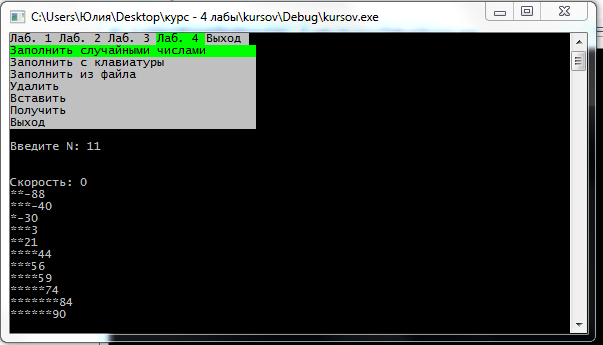 C:\Users\Юлия\Desktop\курс - 4 лабы\kursov\Debug\kursov.exe
Лаб. 1 Лаб. 2 Лаб. 3 Лаб. 4 Выход
Заполнить случайными числами
Заполнить с клавиатуры
Заполнить из файла
Удалить
Вставить
Получить
Выход
Введите N: 11
Скорость: 0
**-88
***-40
*-30
***3
**21
****44
***56
****59
*****74
*******84
******90